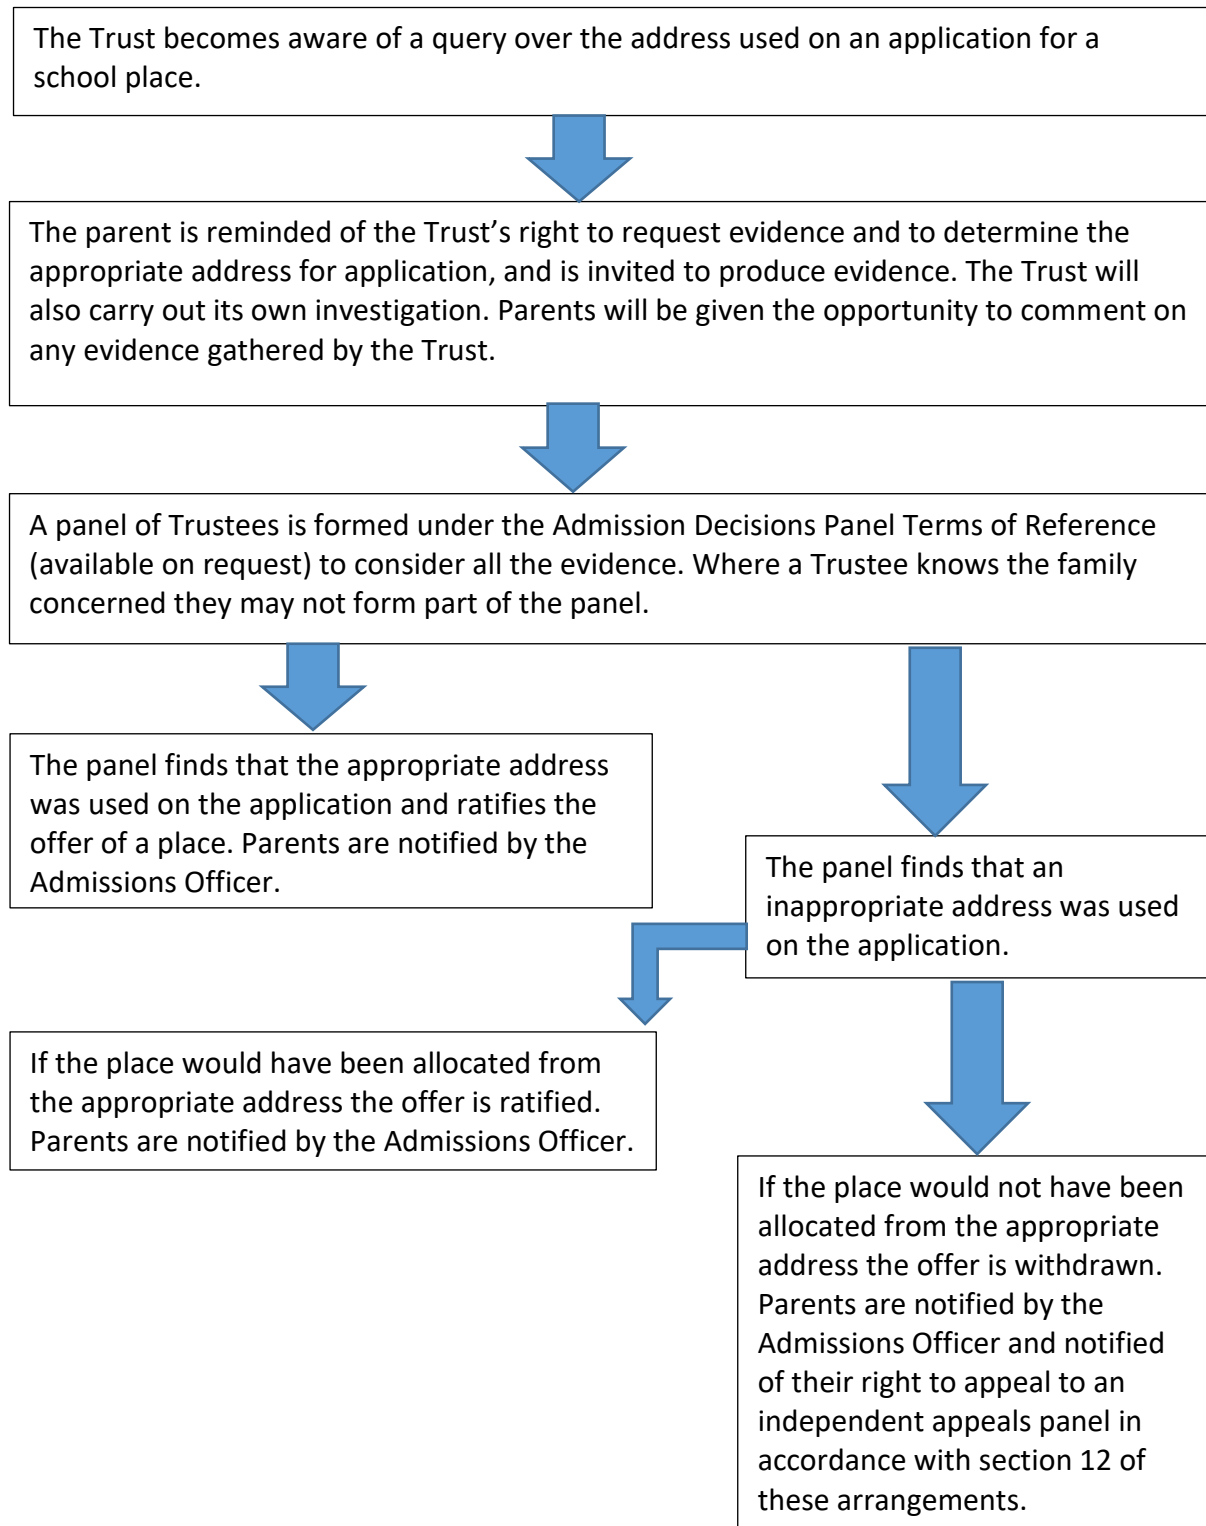 The Trust becomes aware of a query over the address used on an application for a
school place.
The parent is reminded of the Trust’s right to request evidence and to determine the
appropriate address for application, and is invited to produce evidence. The Trust will
also carry out its own investigation. Parents will be given the opportunity to comment on
any evidence gathered by the Trust.
A panel of Trustees is formed under the Admission Decisions Panel Terms of Reference
(available on request) to consider all the evidence. Where a Trustee knows the family
concerned they may not form part of the panel.
The panel finds that the appropriate address
was used on the application and ratifies the
offer of a place. Parents are notified by the
Admissions Officer.
The panel finds that an
inappropriate address was used
on the application.
If the place would have been allocated from
the appropriate address the offer is ratified.
Parents are notified by the Admissions Officer.
If the place would not have been
allocated from the appropriate
address the offer is withdrawn.
Parents are notified by the
Admissions Officer and notified
of their right to appeal to an
independent appeals panel in
accordance with section 12 of
these arrangements.